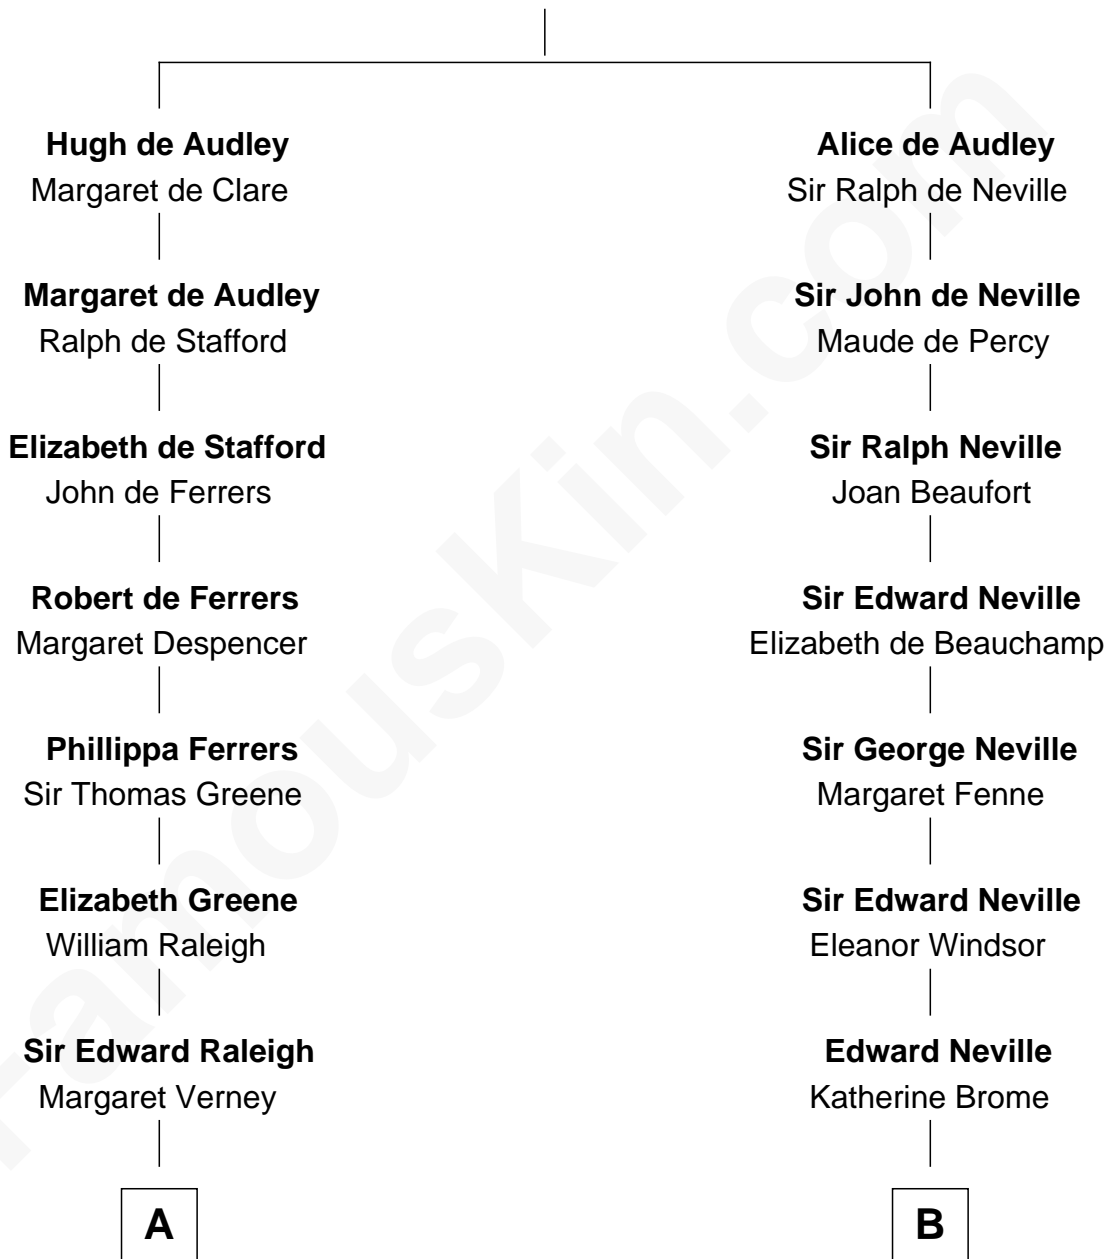 Hugh de Audley
Margaret de Clare
Margaret de Audley
Ralph de Stafford
Elizabeth de Stafford
John de Ferrers
Robert de Ferrers
Margaret Despencer
Phillippa Ferrers
Sir Thomas Greene
Elizabeth Greene
William Raleigh
Sir Edward Raleigh
Margaret Verney
A
Alice de Audley
Sir Ralph de Neville
Sir John de Neville
Maude de Percy
Sir Ralph Neville
Joan Beaufort
Sir Edward Neville
Elizabeth de Beauchamp
Sir George Neville
Margaret Fenne
Sir Edward Neville
Eleanor Windsor
Edward Neville
Katherine Brome
B
FamousKin.com